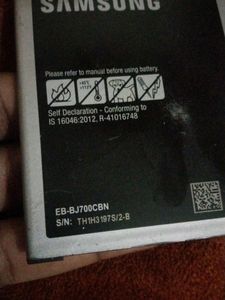 SAMSUNG
Please refer to manual before using battery.
Self Declaration - Conforming to
IS 16046:2012, R-41016748
EB-BJ700CBN
S/N: TH1H3197S/2-B